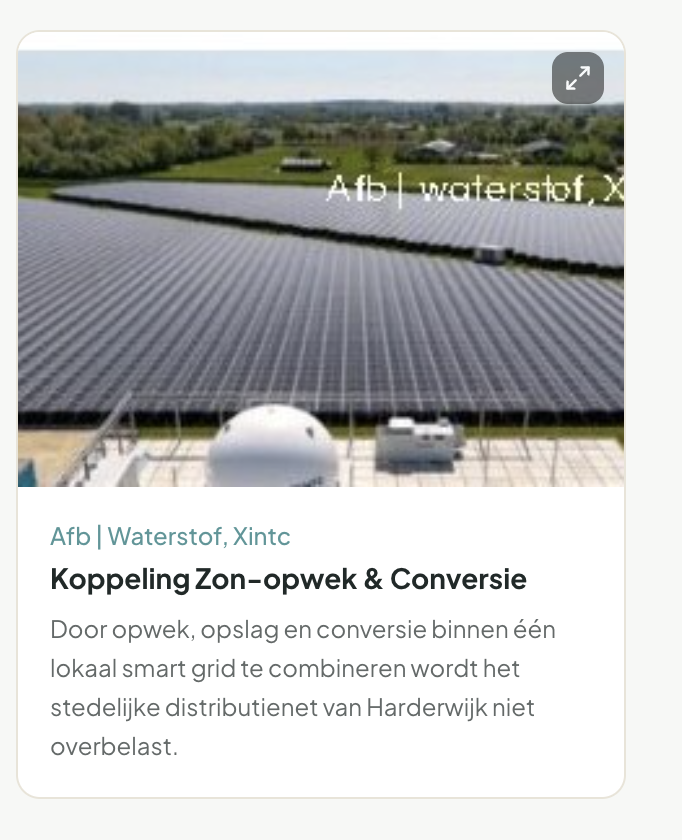 Afb | waterstof, X
Afb | Waterstof, Xintc
Koppeling Zon-opwek & Conversie
Door opwek, opslag en conversie binnen één
lokaal smart grid te combineren wordt het
stedelijke distributienet van Harderwijk niet
overbelast.